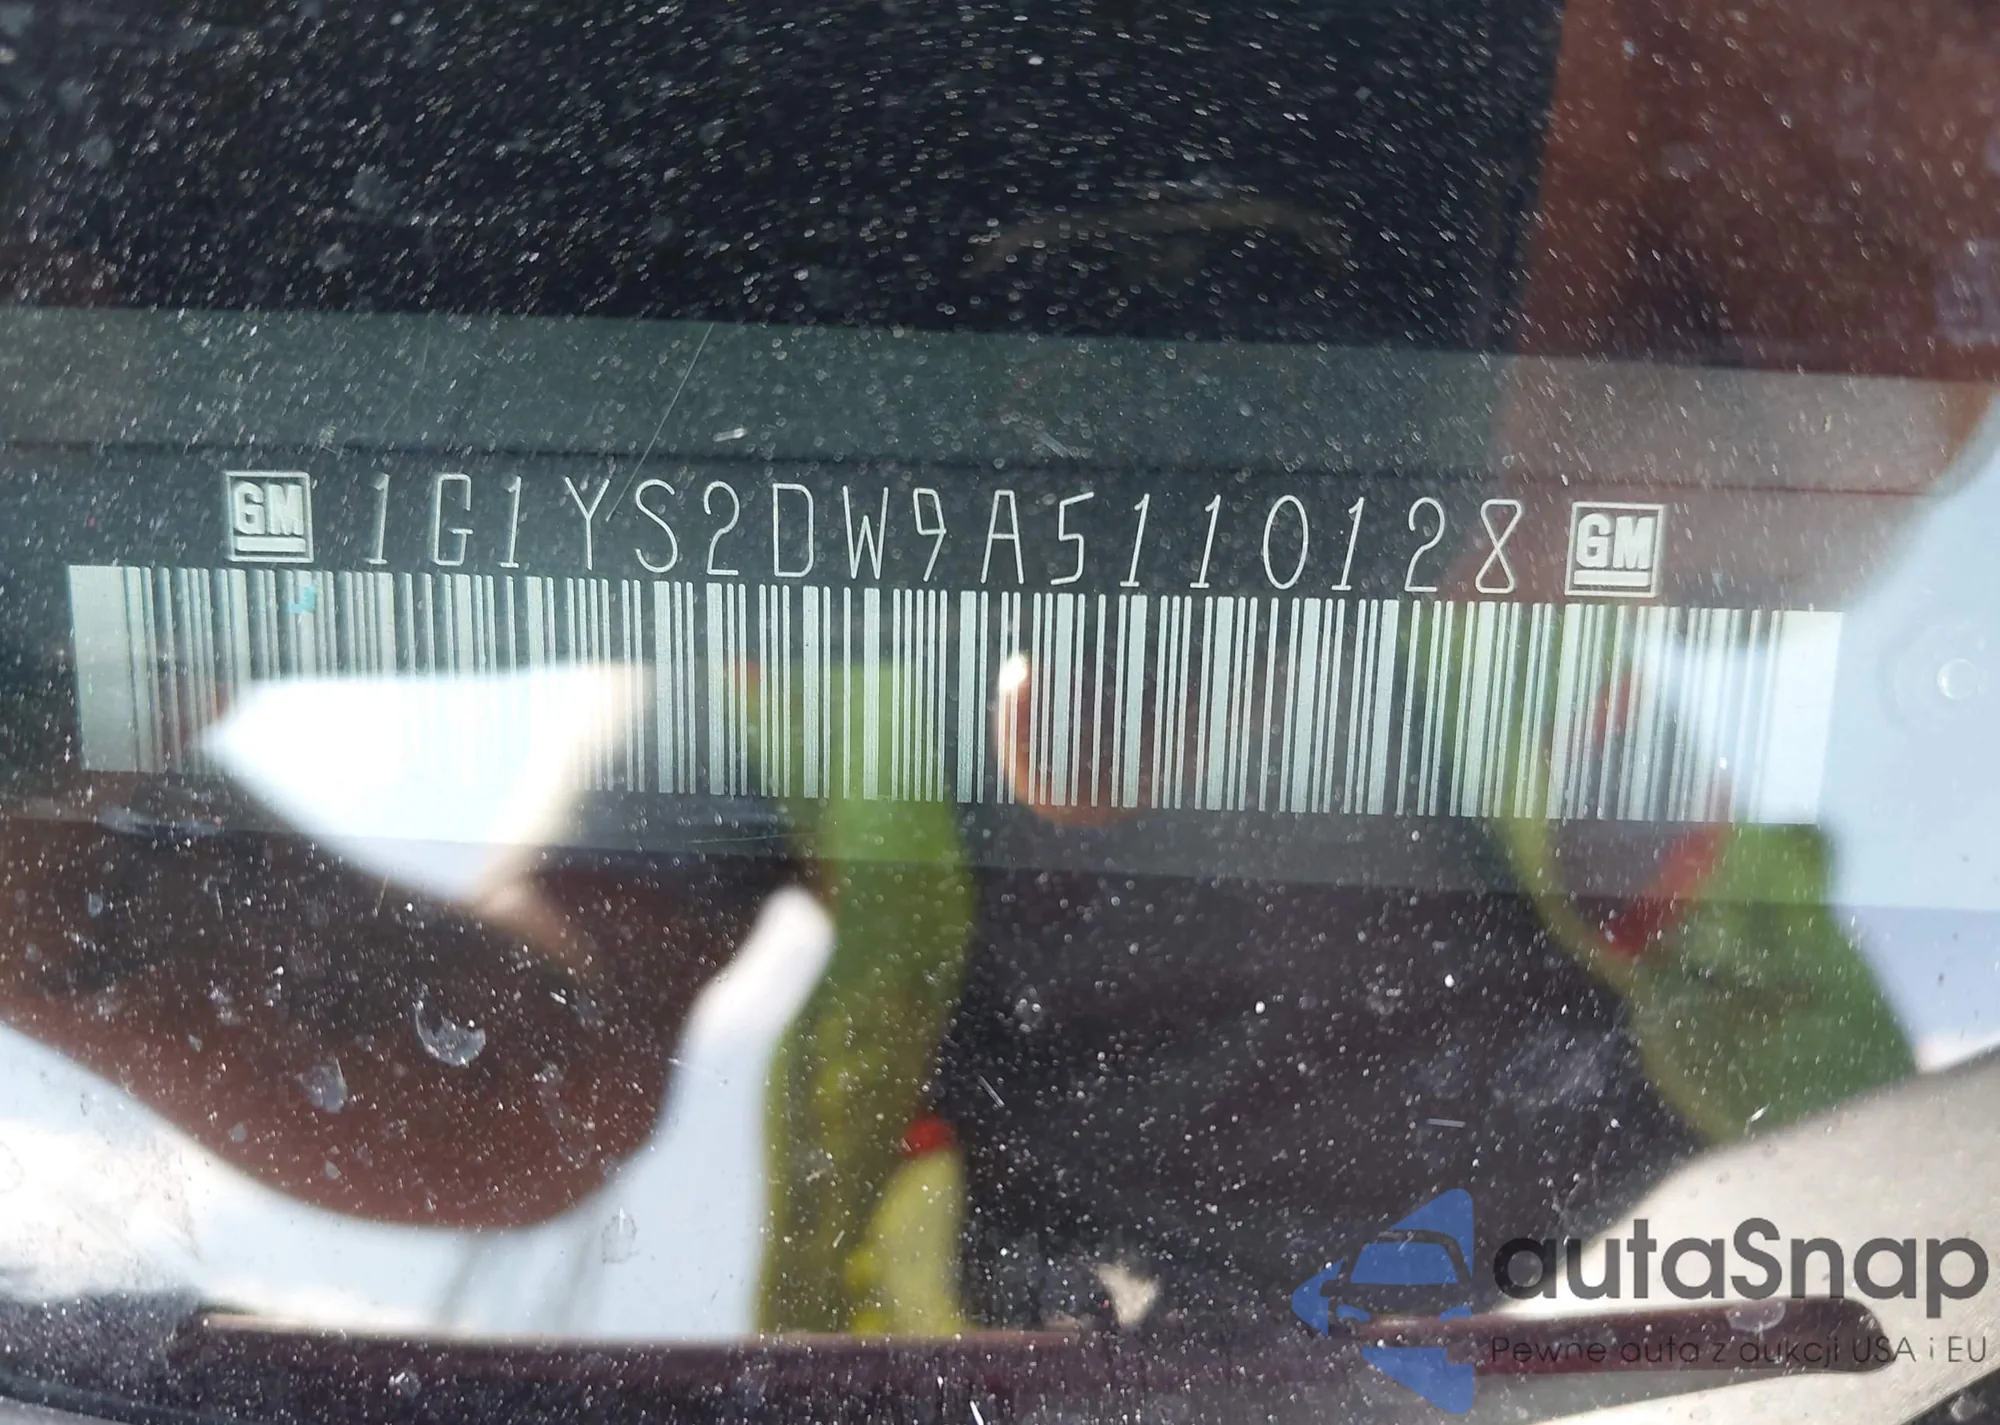 GM 1G1YS2DW9A5110128 GM
autaSnap
Pewne auta z aukcji USA i EU